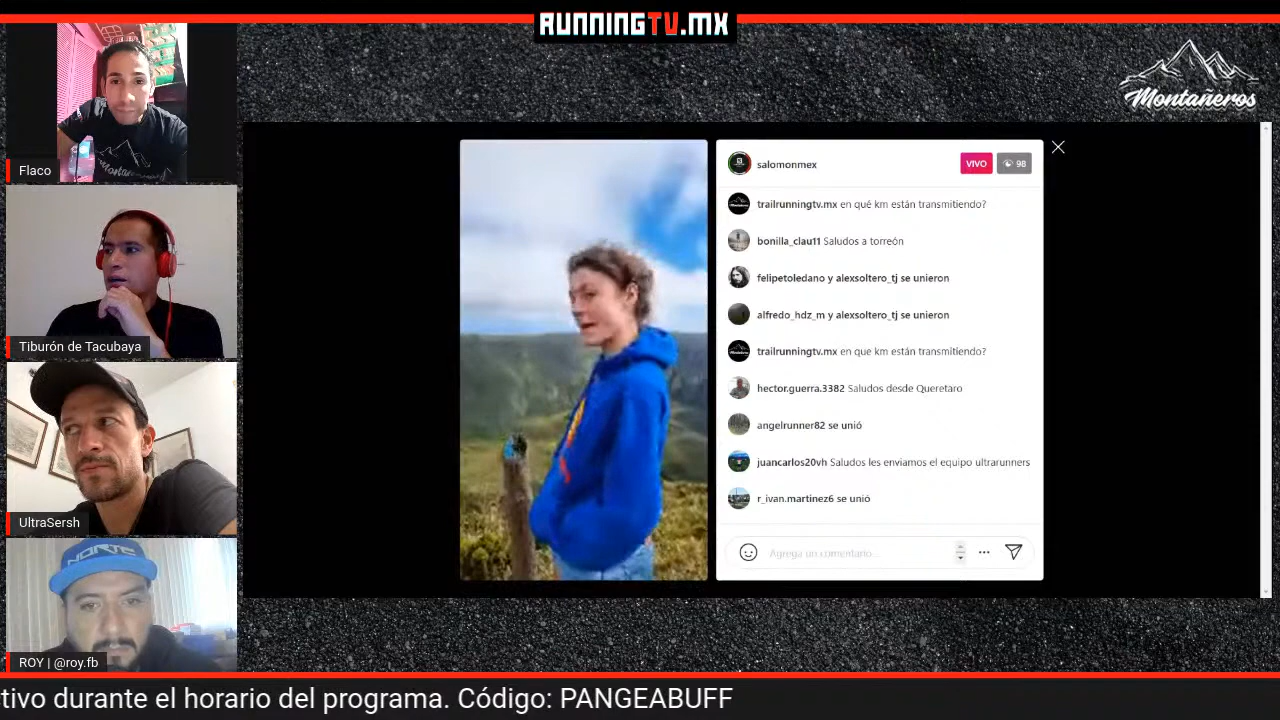 RUNNINGTV.MX
Montañeros
Flaco
Tiburón de Tacubaya
UltraSersh
NORTE
ROY | @roy.fb
salomonmex
VIVO
98
trailrunningtv.mx en qué km están transmitiendo?
bonilla_clau11 Saludos a torreón
felipetoledano y alexsoltero_tj se unieron
alfredo_hdz_m y alexsoltero_tj se unieron
trailrunningtv.mx en que km están transmitiendo?
hector.guerra.3382 Saludos desde Queretaro
angelrunner82 se unió
juancarlos20vh Saludos les enviamos el equipo ultrarunners
r_ivan.martinez6 se unió
Agrega un comentario...
tivo durante el horario del programa. Código: PANGEABUFF